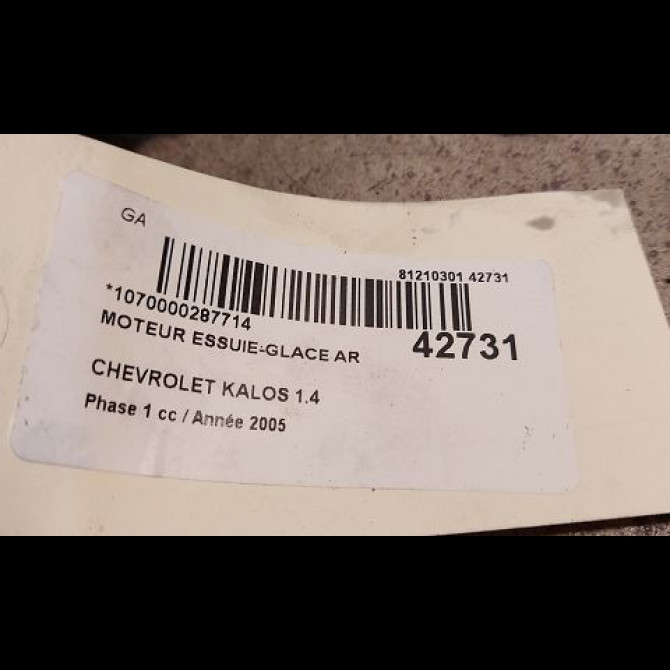 GA
81210301 42731
*1070000287714
42731
MOTEUR ESSUIE-GLACE AR
CHEVROLET KALOS 1.4
Phase 1 cc / Année 2005